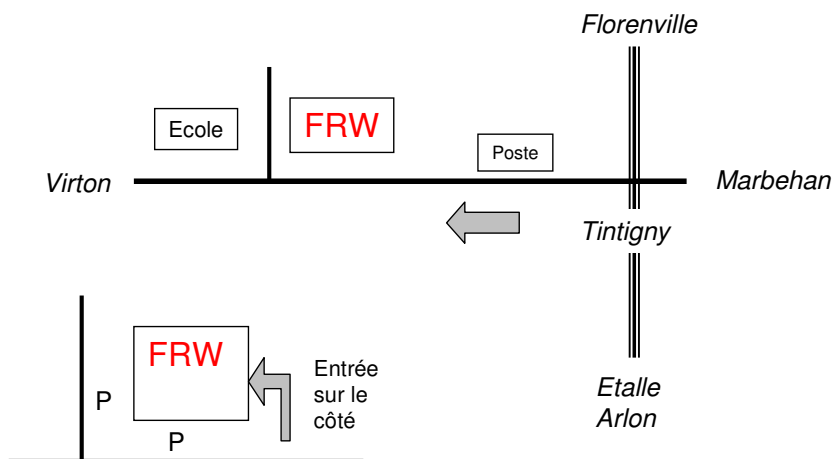 Florenville
Ecole
FRW
Poste
Virton
Marbehan
Tintigny
FRW
P
P
Entrée
sur le
côté
Etalle
Arlon